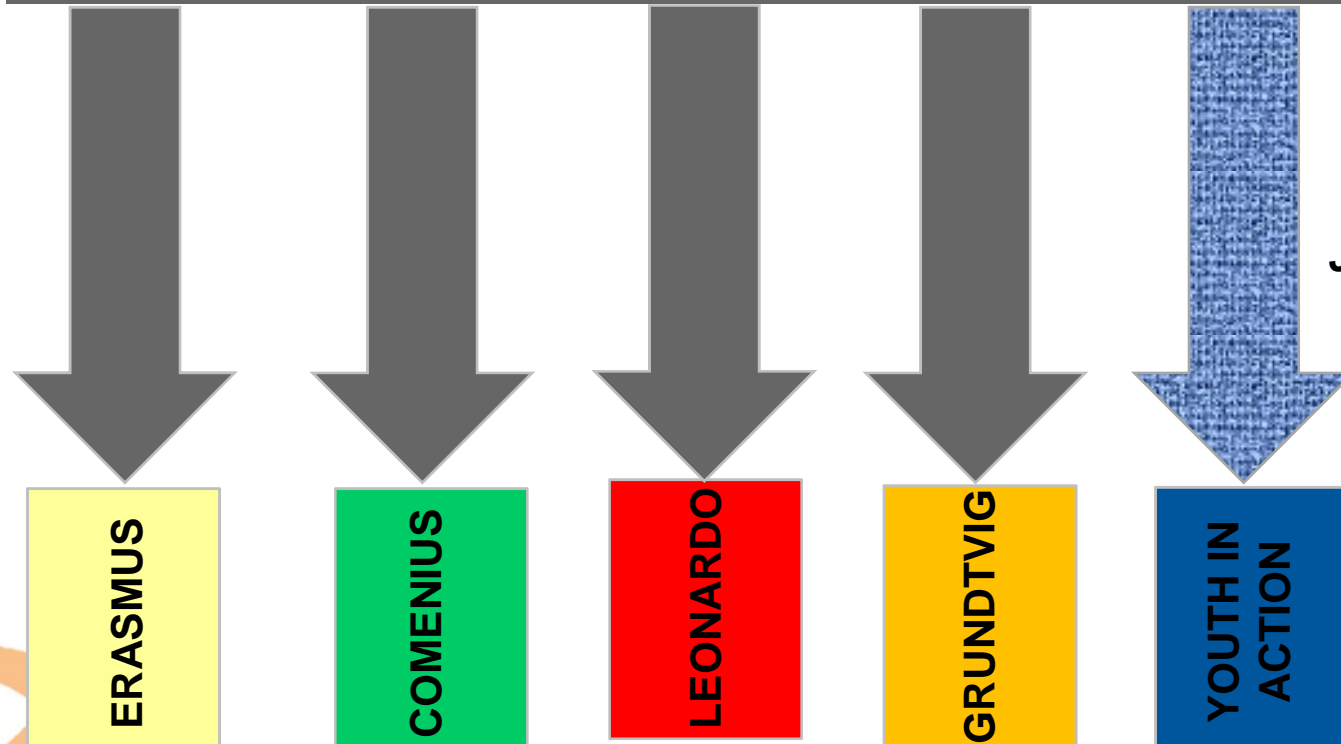 ERASMUS
COMENIUS
LEONARDO
GRUNDTVIG
YOUTH IN
ACTION